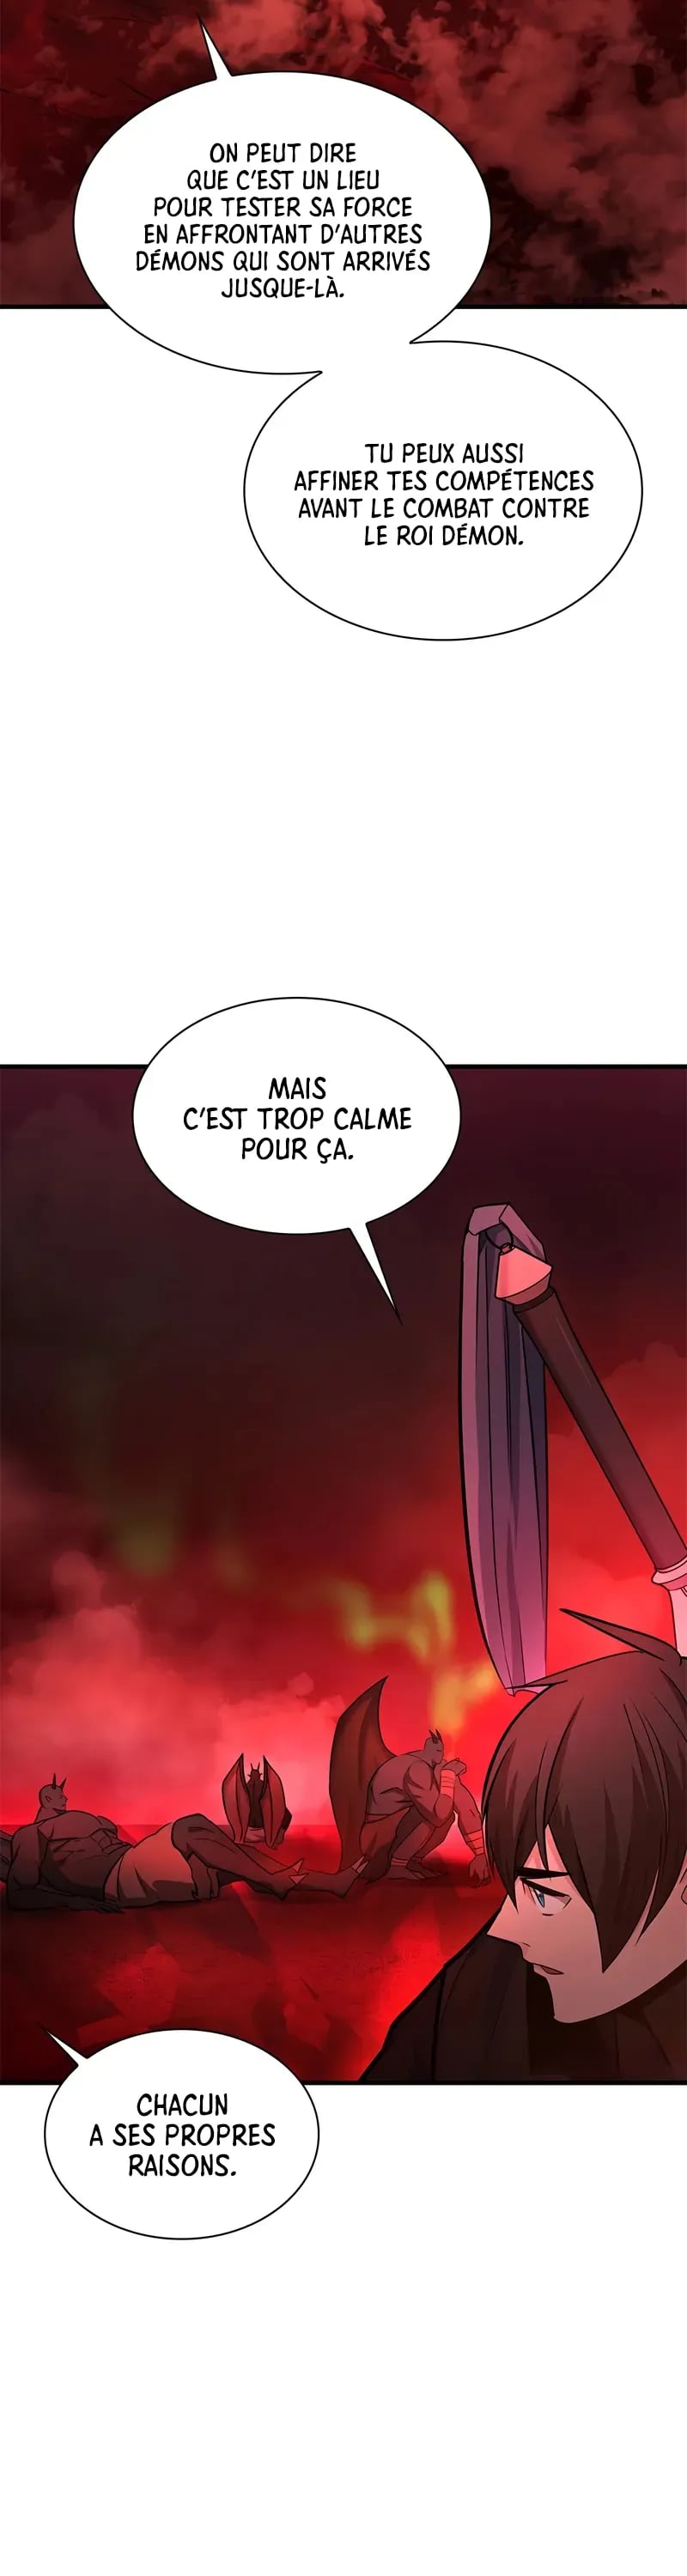 ON PEUT DIRE
QUE C'EST UN LIEU
POUR TESTER SA FORCE
EN AFFRONTANT D'AUTRES
DÉMONS QUI SONT ARRIVÉS
JUSQUE-LÀ.
TU PEUX AUSSI
AFFINER TES COMPÉTENCES
AVANT LE COMBAT CONTRE
LE ROI DÉMON.
MAIS
C'EST TROP CALME
POUR ÇA.
CHACUN
A SES PROPRES
RAISONS.